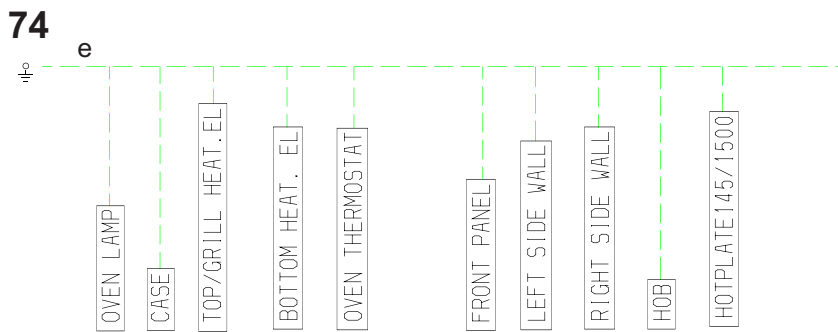 74
e
OVEN LAMP
CASE
TOP/GRILL HEAT.EL
BOTTOM HEAT. EL
OVEN THERMOSTAT
FRONT PANEL
LEFT SIDE WALL
RIGHT SIDE WALL
HOB
HOTPLATE145/1500